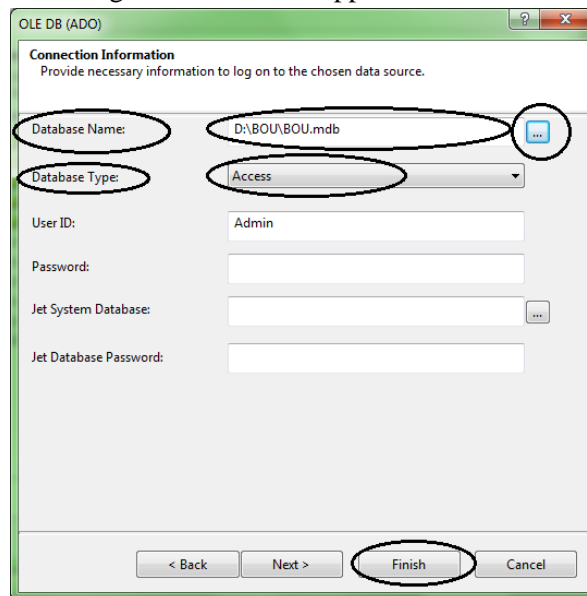 OLE DB (ADO)
?
x
Connection Information
Provide necessary information to log on to the chosen data source.
Database Name: D:\BOU\BOU.mdb ...
Database Type: Access
User ID: Admin
Password:
Jet System Database: ...
Jet Database Password:
< Back Next > Finish Cancel